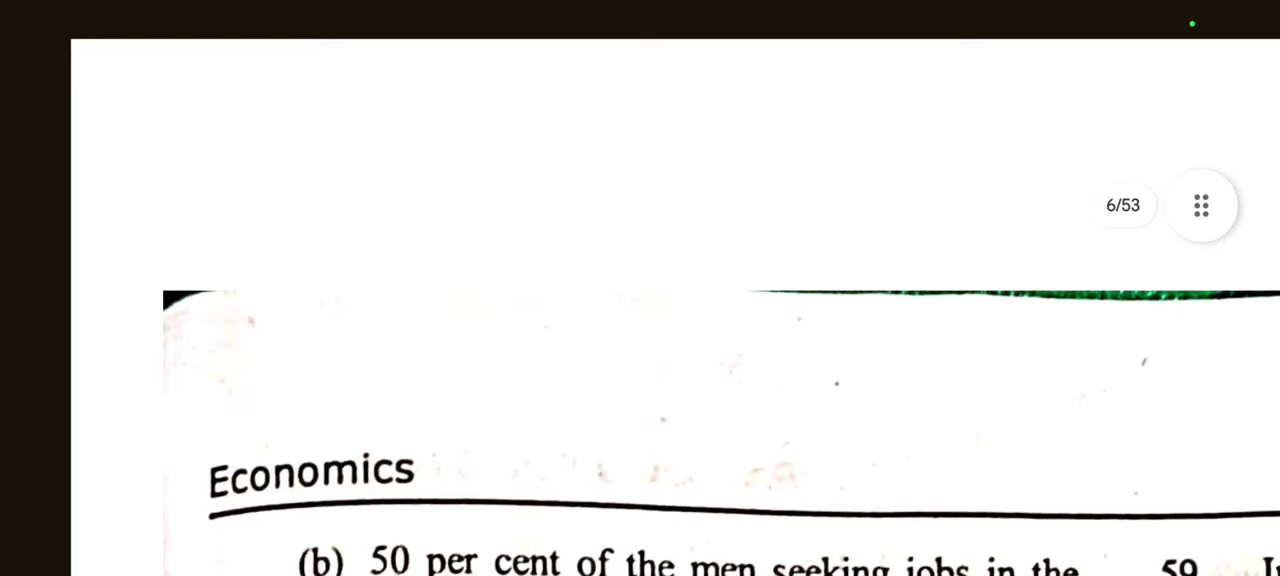 6/53
Economics
(b) 50 per cent of the men seeking jobs in the
59